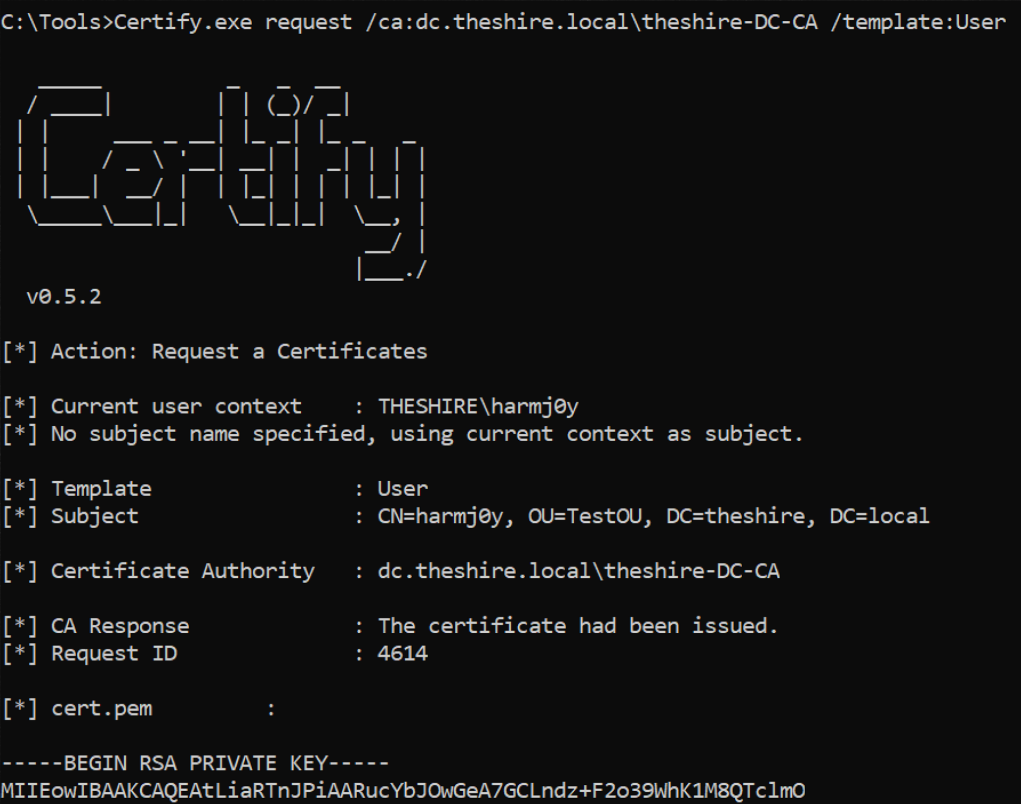 C:\Tools>Certify.exe request /ca:dc.theshire.local\theshire-DC-CA /template:User
Certify
v0.5.2
[*] Action: Request a Certificates
[*] Current user context    : THESHIRE\harmj0y
[*] No subject name specified, using current context as subject.
[*] Template                : User
[*] Subject                 : CN=harmj0y, OU=TestOU, DC=theshire, DC=local
[*] Certificate Authority   : dc.theshire.local\theshire-DC-CA
[*] CA Response             : The certificate had been issued.
[*] Request ID              : 4614
[*] cert.pem         :
-----BEGIN RSA PRIVATE KEY-----
MIIEowIBAAKCAQEAtLiaRTnJPiAARucYbJOwGeA7GCLndz+F2o39WhK1M8QTclmO